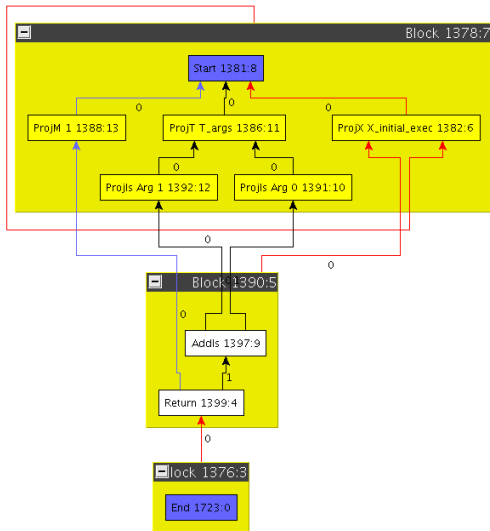 Block 1378:7
Start 1381:8
0
0
0
ProjM 1 1388:13
ProjT T_args 1386:11
ProjX X_initial_exec 1382:6
0
0
ProjIs Arg 1 1392:12
ProjIs Arg 0 1391:10
0
0
Block 1390:5
0
AddIs 1397:9
1
Return 1399:4
0
lock 1376:3
End 1723:0